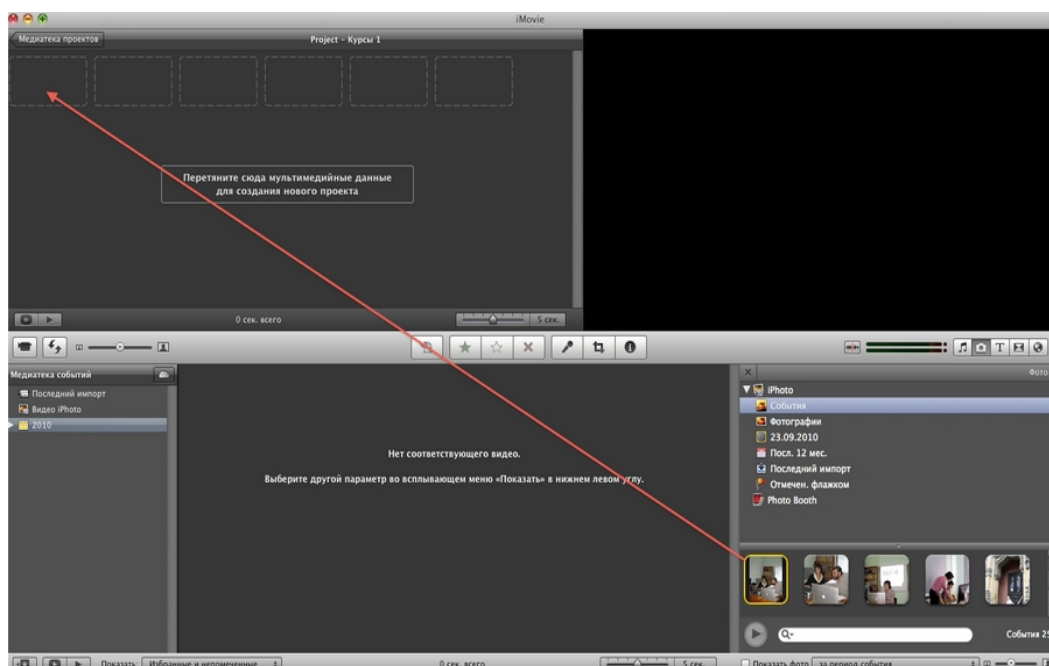 iMovie
Медиатека проектов
Project - Курсы 1
Перетяните сюда мультимедийные данные
для создания нового проекта
0 сек. всего
5 сек.
T
Медиатека событий
Фото
Последний импорт
Видео iPhoto
2010
Нет соответствующего видео.
Выберите другой параметр во всплывающем меню «Показать» в нижнем левом углу.
iPhoto
События
Фотографии
23.09.2010
Посл. 12 мес.
Последний импорт
Отмечен. флажком
Photo Booth
События 25
Показать: Избранные и непомеченные
0 сек. всего
5 сек.
Показать фото за период события